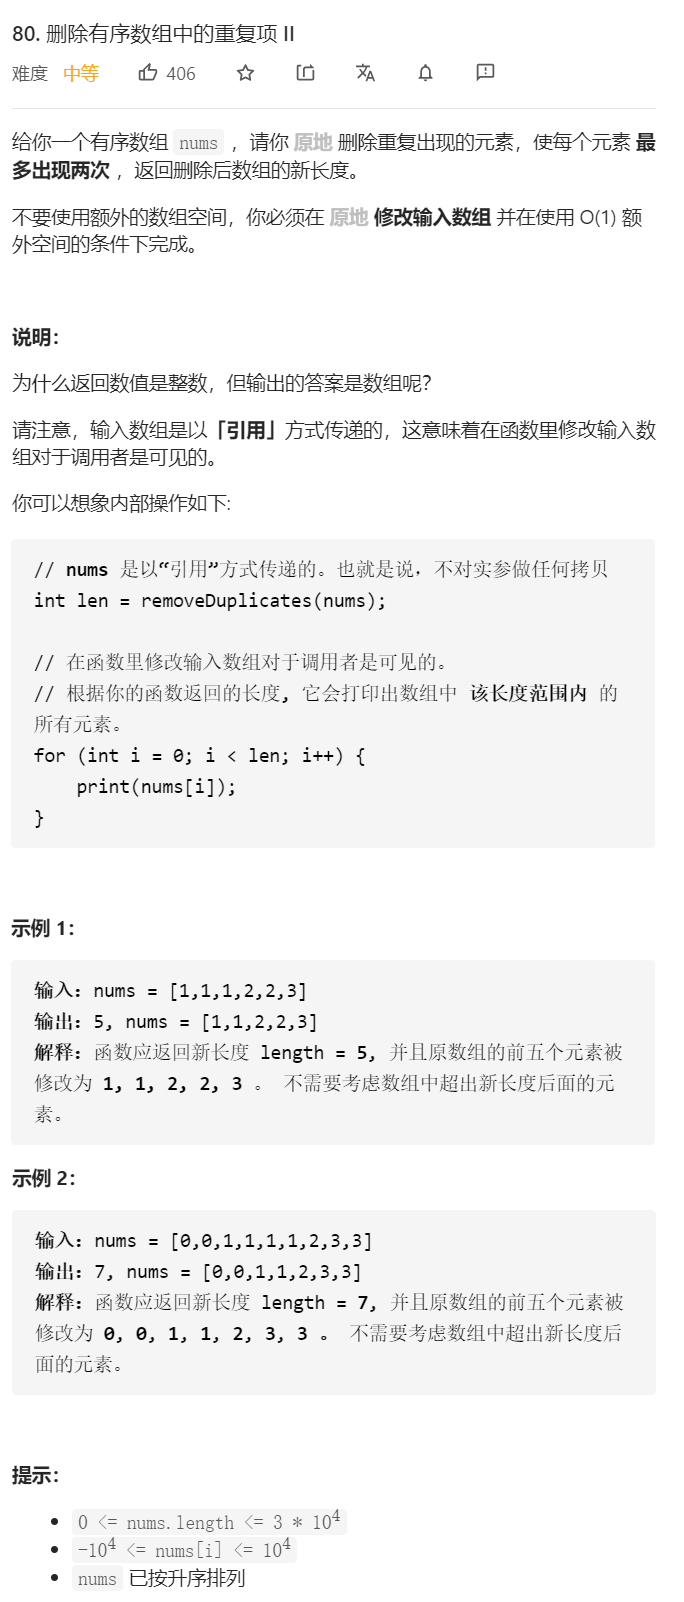 80. 删除有序数组中的重复项 II
难度 中等 406
给你一个有序数组 nums ，请你 原地 删除重复出现的元素，使每个元素 最
多出现两次 ，返回删除后数组的新长度。
不要使用额外的数组空间，你必须在 原地 修改输入数组 并在使用 O(1) 额
外空间的条件下完成。
说明：
为什么返回数值是整数，但输出的答案是数组呢？
请注意，输入数组是以「引用」方式传递的，这意味着在函数里修改输入数
组对于调用者是可见的。
你可以想象内部操作如下:
// nums 是以“引用”方式传递的。也就是说，不对实参做任何拷贝
int len = removeDuplicates(nums);
// 在函数里修改输入数组对于调用者是可见的。
// 根据你的函数返回的长度, 它会打印出数组中 该长度范围内 的
所有元素。
for (int i = 0; i < len; i++) {
    print(nums[i]);
}
示例 1：
输入：nums = [1,1,1,2,2,3]
输出：5, nums = [1,1,2,2,3]
解释：函数应返回新长度 length = 5, 并且原数组的前五个元素被
修改为 1, 1, 2, 2, 3 。 不需要考虑数组中超出新长度后面的元
素。
示例 2：
输入：nums = [0,0,1,1,1,1,2,3,3]
输出：7, nums = [0,0,1,1,2,3,3]
解释：函数应返回新长度 length = 7, 并且原数组的前五个元素被
修改为 0, 0, 1, 1, 2, 3, 3 。 不需要考虑数组中超出新长度后
面的元素。
提示：
• 0 <= nums.length <= 3 * 10⁴
• -10⁴ <= nums[i] <= 10⁴
• nums 已按升序排列